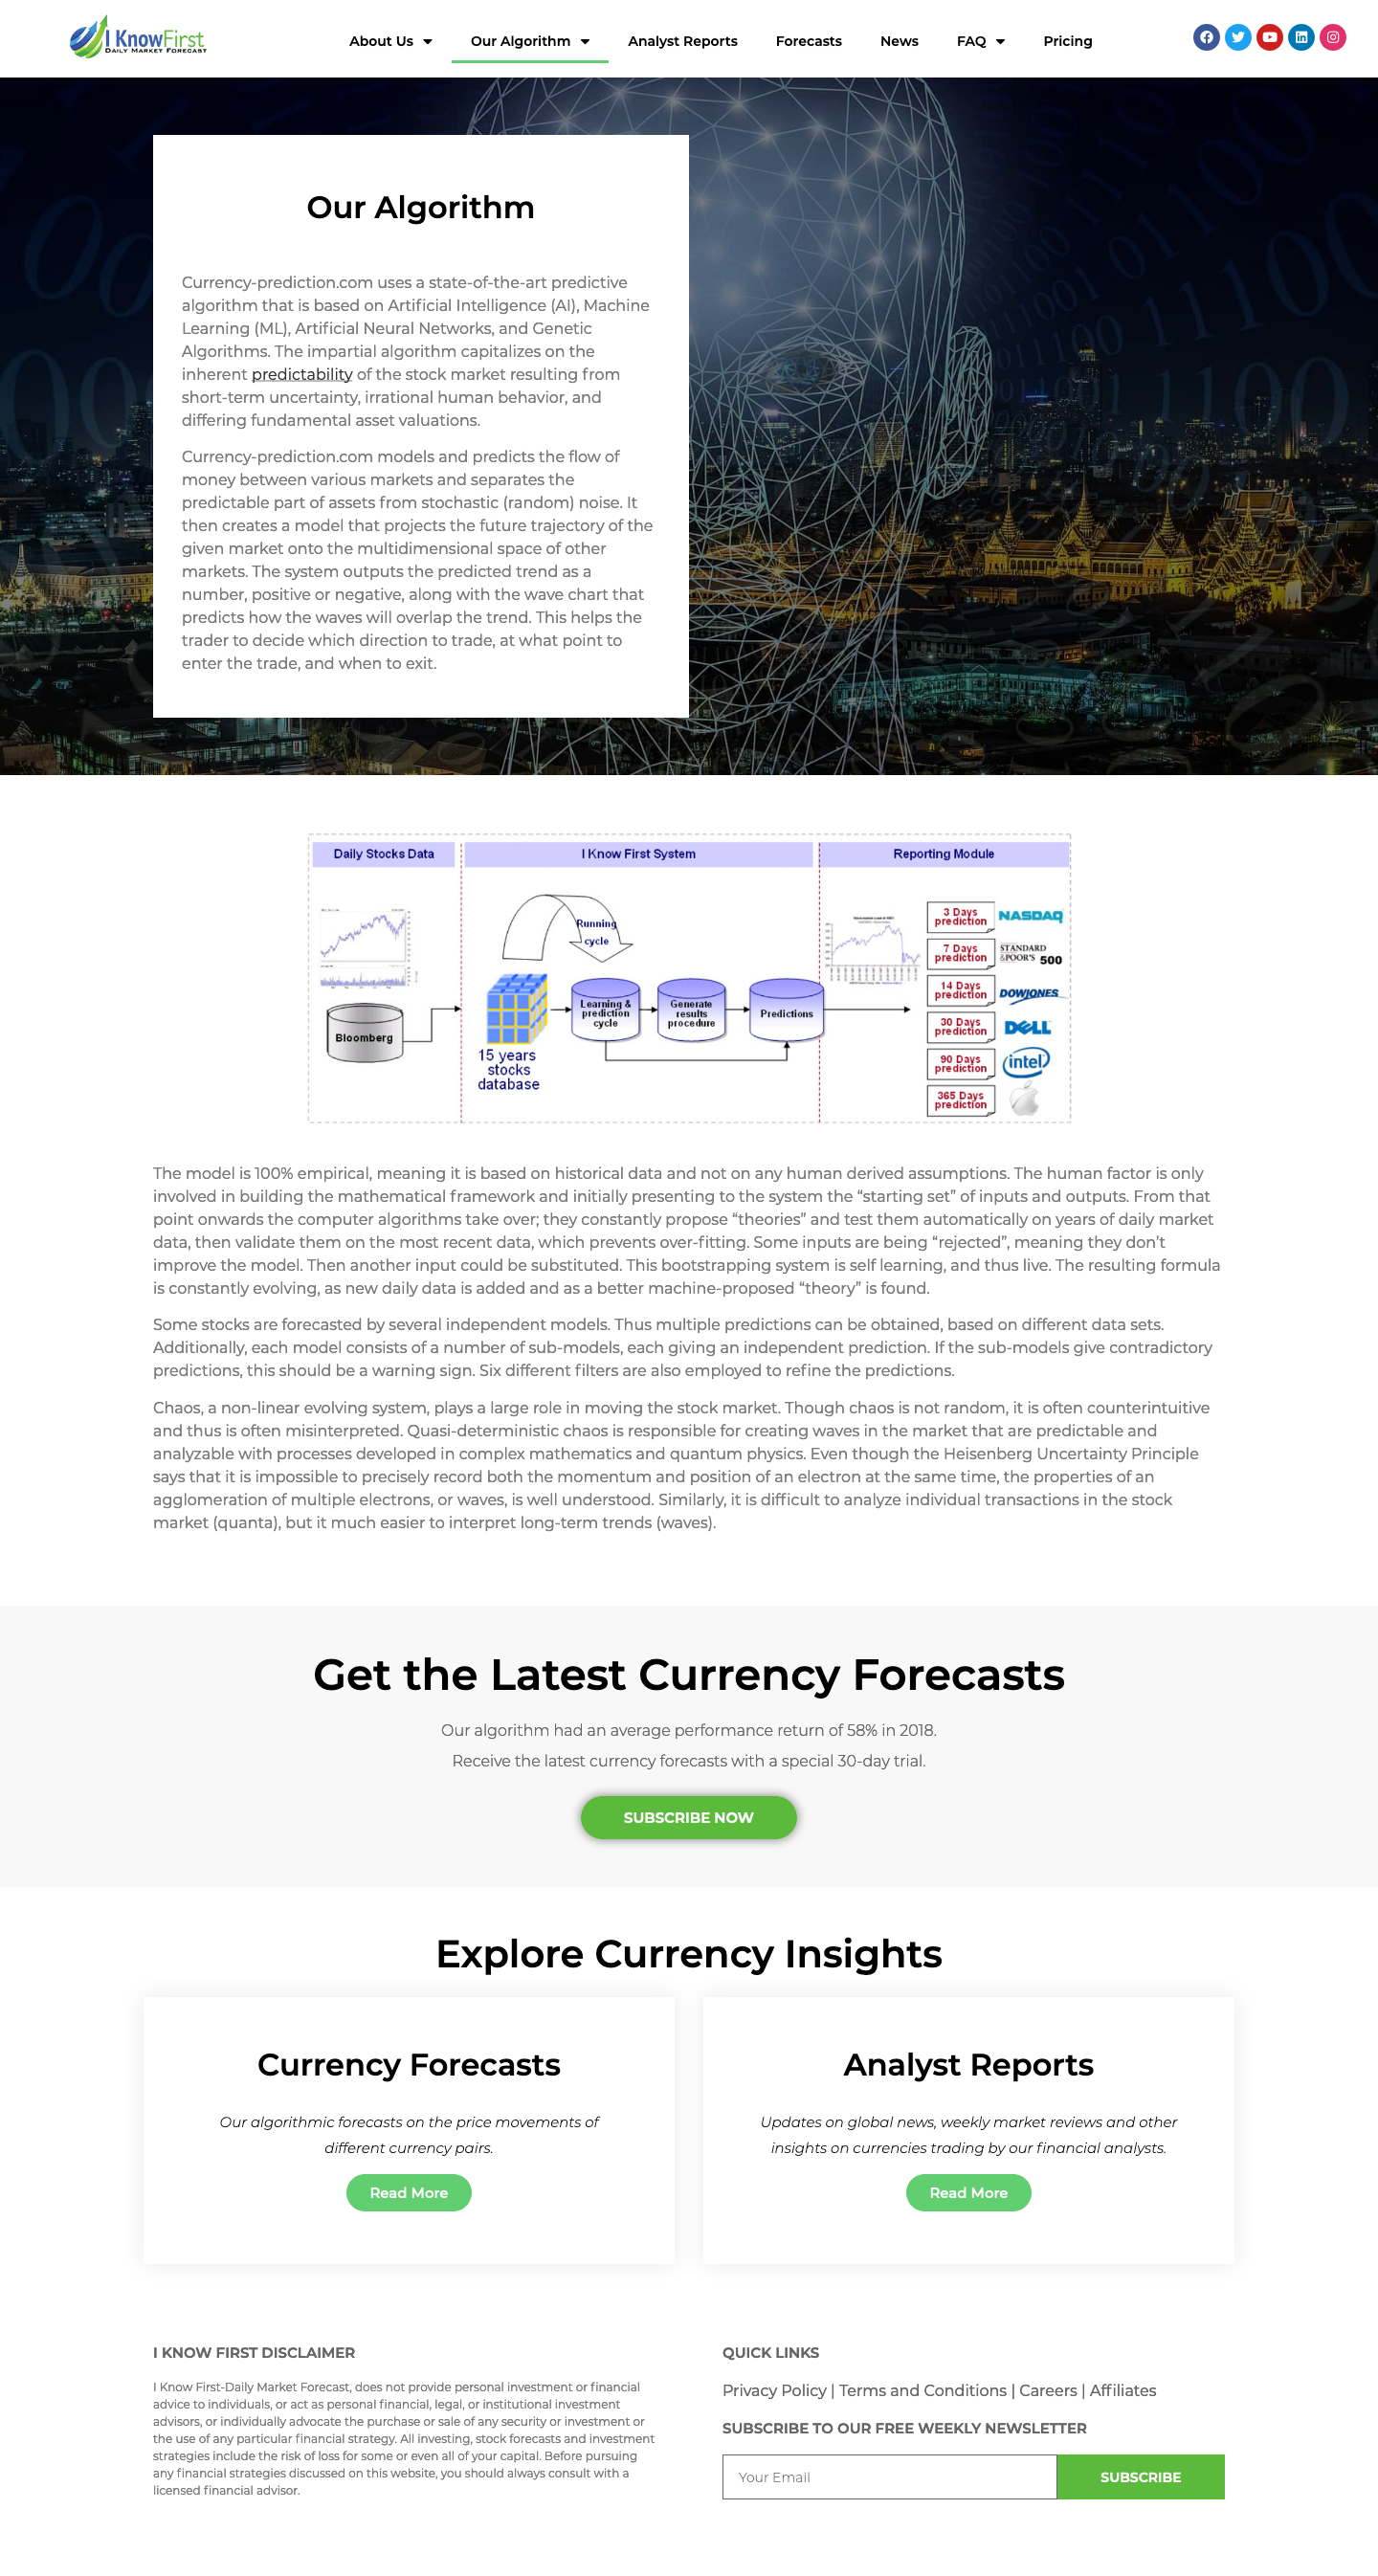 I KnowFirst
DAILY MARKET FORECAST
About Us
Our Algorithm
Analyst Reports
Forecasts
News
FAQ
Pricing
Our Algorithm
Currency-prediction.com uses a state-of-the-art predictive
algorithm that is based on Artificial Intelligence (AI), Machine
Learning (ML), Artificial Neural Networks, and Genetic
Algorithms. The impartial algorithm capitalizes on the
inherent predictability of the stock market resulting from
short-term uncertainty, irrational human behavior, and
differing fundamental asset valuations.
Currency-prediction.com models and predicts the flow of
money between various markets and separates the
predictable part of assets from stochastic (random) noise. It
then creates a model that projects the future trajectory of the
given market onto the multidimensional space of other
markets. The system outputs the predicted trend as a
number, positive or negative, along with the wave chart that
predicts how the waves will overlap the trend. This helps the
trader to decide which direction to trade, at what point to
enter the trade, and when to exit.
Daily Stocks Data
I Know First System
Reporting Module
Bloomberg
Running
cycle
15 years
stocks
database
Learning &
prediction
cycle
Generate
results
procedure
Predictions
3 Days
prediction
NASDAQ
7 Days
prediction
STANDARD
&POOR'S 500
14 Days
prediction
DOWJONES
30 Days
prediction
DELL
90 Days
prediction
intel
365 Days
prediction
The model is 100% empirical, meaning it is based on historical data and not on any human derived assumptions. The human factor is only
involved in building the mathematical framework and initially presenting to the system the “starting set” of inputs and outputs. From that
point onwards the computer algorithms take over; they constantly propose “theories” and test them automatically on years of daily market
data, then validate them on the most recent data, which prevents over-fitting. Some inputs are being “rejected”, meaning they don’t
improve the model. Then another input could be substituted. This bootstrapping system is self learning, and thus live. The resulting formula
is constantly evolving, as new daily data is added and as a better machine-proposed “theory” is found.
Some stocks are forecasted by several independent models. Thus multiple predictions can be obtained, based on different data sets.
Additionally, each model consists of a number of sub-models, each giving an independent prediction. If the sub-models give contradictory
predictions, this should be a warning sign. Six different filters are also employed to refine the predictions.
Chaos, a non-linear evolving system, plays a large role in moving the stock market. Though chaos is not random, it is often counterintuitive
and thus is often misinterpreted. Quasi-deterministic chaos is responsible for creating waves in the market that are predictable and
analyzable with processes developed in complex mathematics and quantum physics. Even though the Heisenberg Uncertainty Principle
says that it is impossible to precisely record both the momentum and position of an electron at the same time, the properties of an
agglomeration of multiple electrons, or waves, is well understood. Similarly, it is difficult to analyze individual transactions in the stock
market (quanta), but it much easier to interpret long-term trends (waves).
Get the Latest Currency Forecasts
Our algorithm had an average performance return of 58% in 2018.
Receive the latest currency forecasts with a special 30-day trial.
SUBSCRIBE NOW
Explore Currency Insights
Currency Forecasts
Our algorithmic forecasts on the price movements of
different currency pairs.
Read More
Analyst Reports
Updates on global news, weekly market reviews and other
insights on currencies trading by our financial analysts.
Read More
I KNOW FIRST DISCLAIMER
I Know First-Daily Market Forecast, does not provide personal investment or financial
advice to individuals, or act as personal financial, legal, or institutional investment
advisors, or individually advocate the purchase or sale of any security or investment or
the use of any particular financial strategy. All investing, stock forecasts and investment
strategies include the risk of loss for some or even all of your capital. Before pursuing
any financial strategies discussed on this website, you should always consult with a
licensed financial advisor.
QUICK LINKS
Privacy Policy | Terms and Conditions | Careers | Affiliates
SUBSCRIBE TO OUR FREE WEEKLY NEWSLETTER
Your Email
SUBSCRIBE